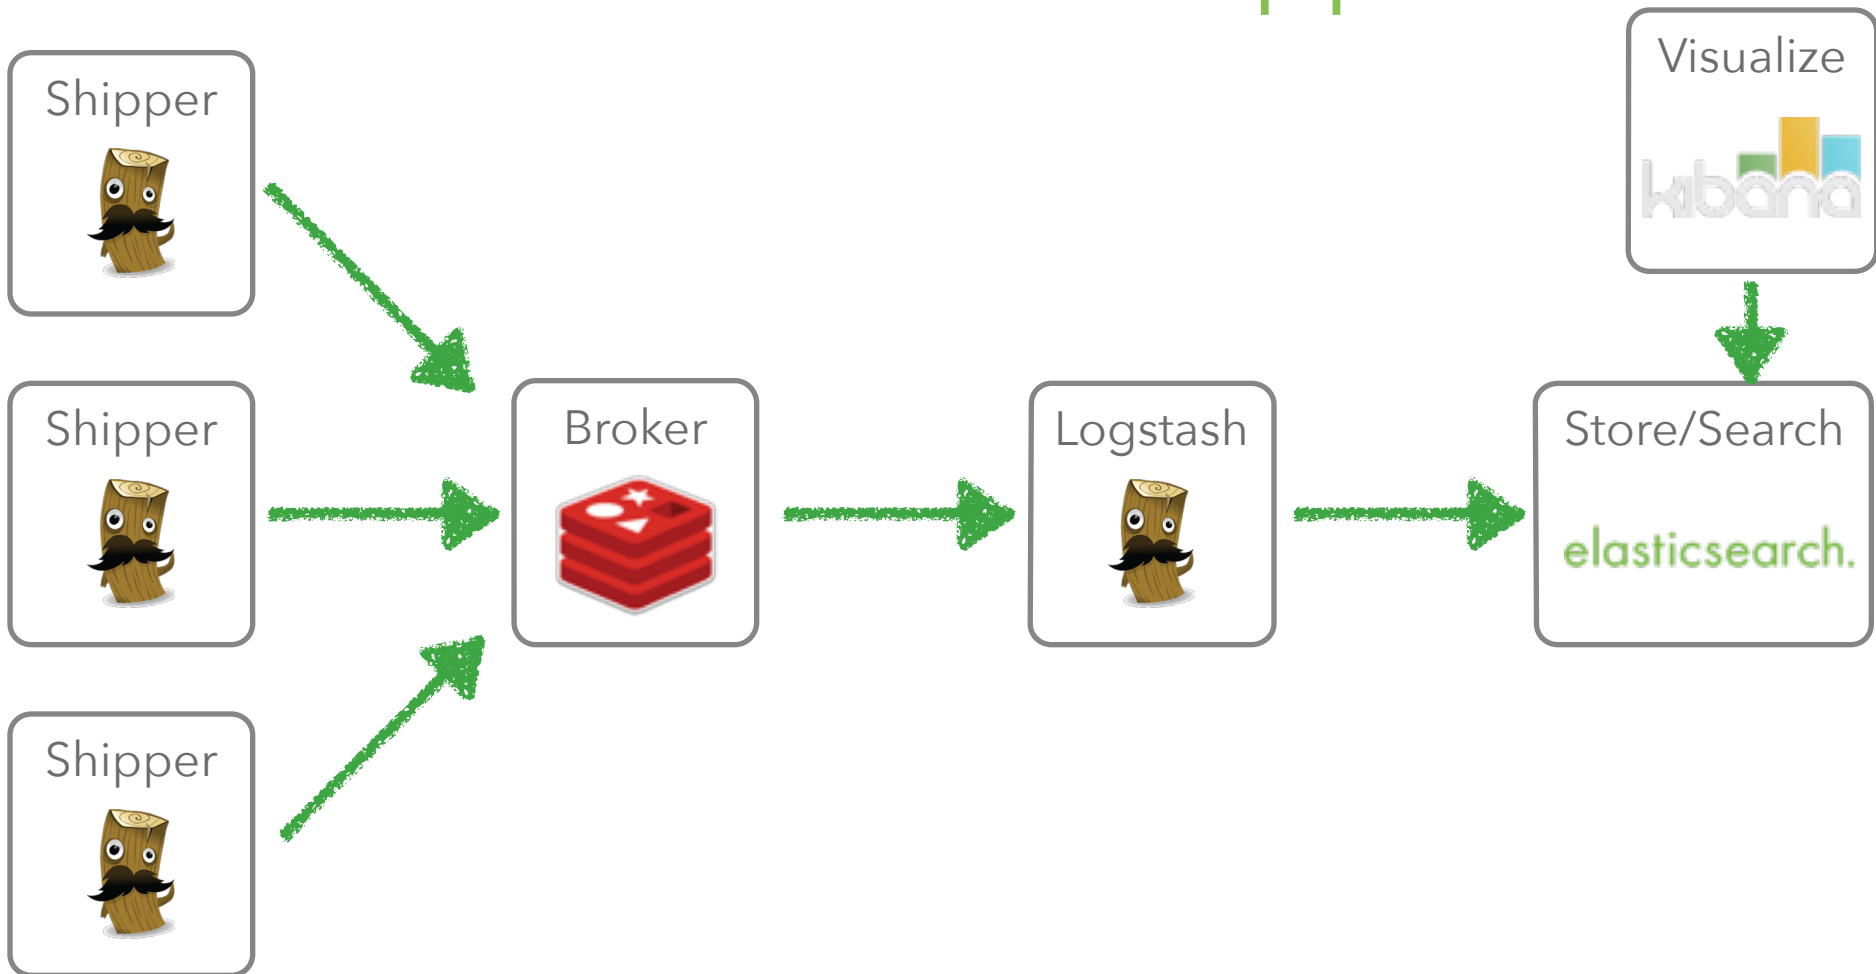 Shipper
Visualize
kibana
Shipper
Broker
Logstash
Store/Search
elasticsearch.
Shipper